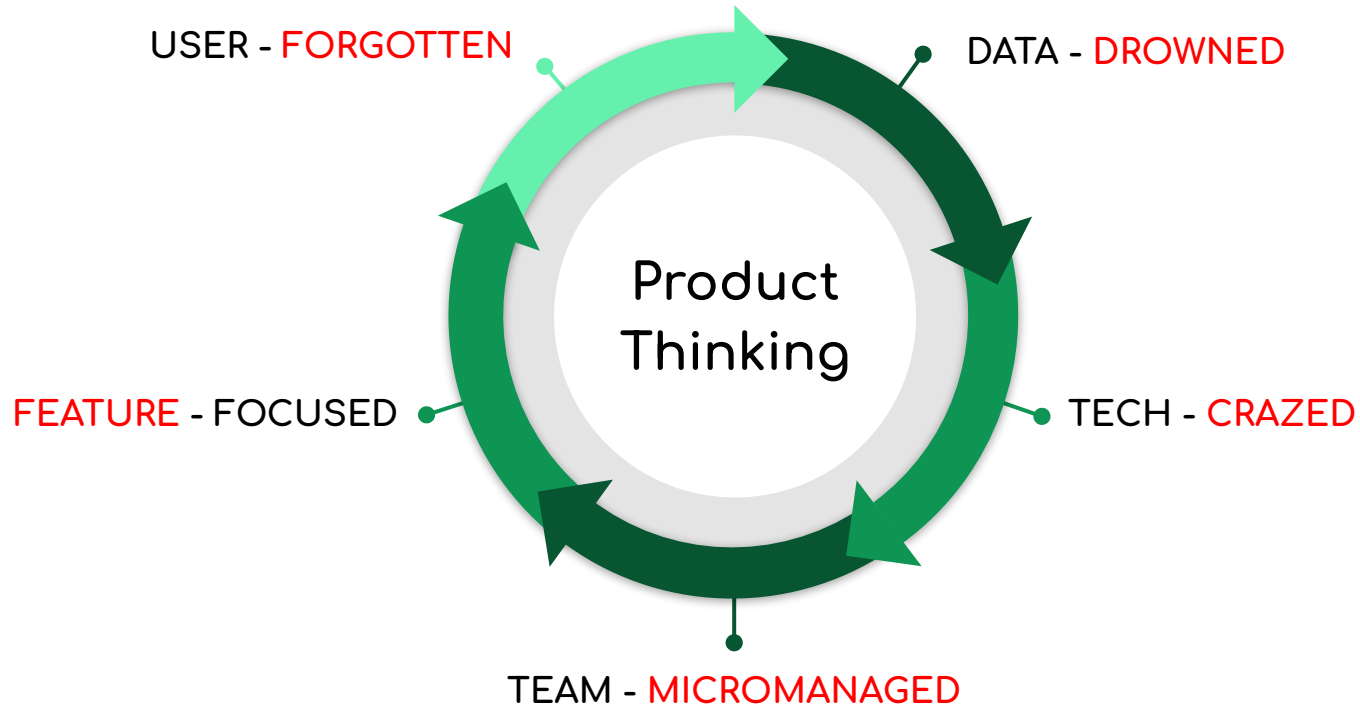 USER - FORGOTTEN
DATA - DROWNED
Product
Thinking
FEATURE - FOCUSED
TECH - CRAZED
TEAM - MICROMANAGED